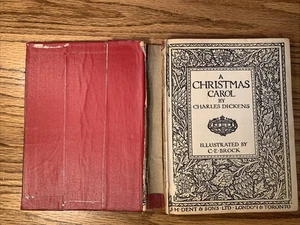 A
CHRISTMAS
CAROL
BY
CHARLES DICKENS
ILLUSTRATED BY
C·E·BROCK
J·M·DENT & SONS·LTD·LONDON & TORONTO